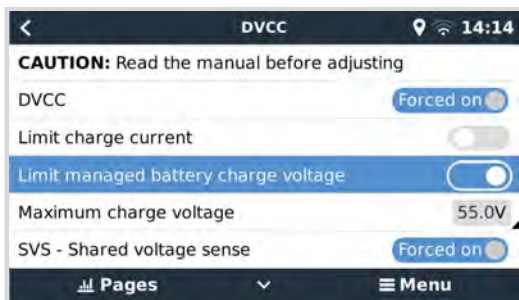 DVCC 14:14
CAUTION: Read the manual before adjusting
DVCC Forced on
Limit charge current
Limit managed battery charge voltage
Maximum charge voltage 55.0V
SVS - Shared voltage sense Forced on
Pages Menu